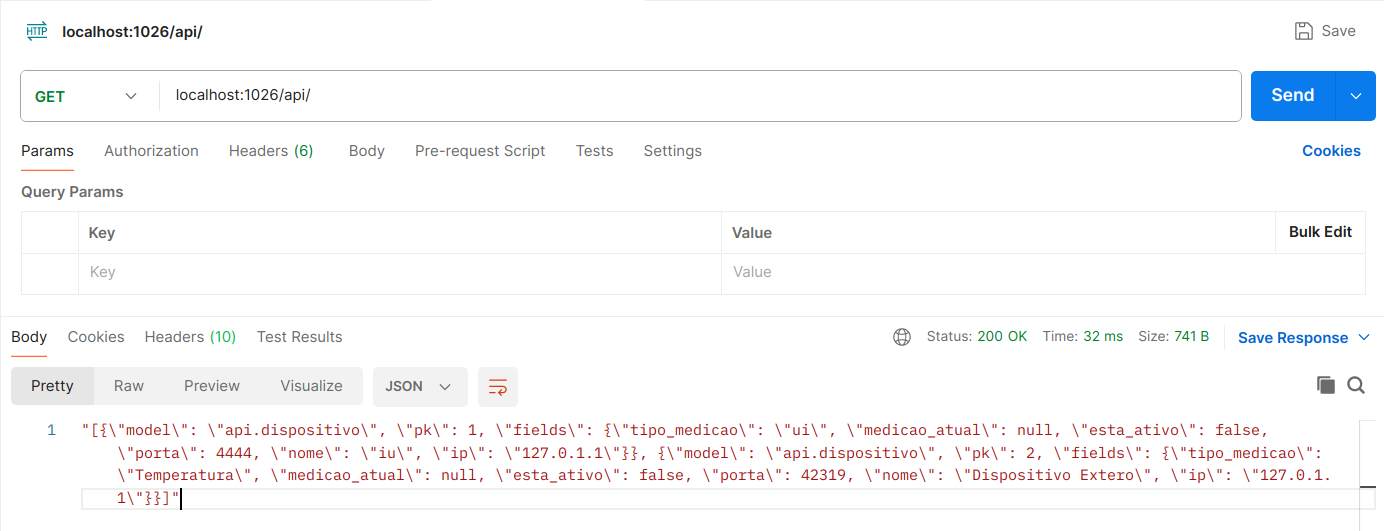 HTTP localhost:1026/api/ Save
GET localhost:1026/api/ Send
Params Authorization Headers (6) Body Pre-request Script Tests Settings Cookies
Query Params
Key Value Bulk Edit
Key Value
Body Cookies Headers (10) Test Results Status: 200 OK Time: 32 ms Size: 741 B Save Response
Pretty Raw Preview Visualize JSON
1 "[{\"model\": \"api.dispositivo\", \"pk\": 1, \"fields\": {\"tipo_medicao\": \"ui\", \"medicao_atual\": null, \"esta_ativo\": false,
\"porta\": 4444, \"nome\": \"iu\", \"ip\": \"127.0.1.1\"}}, {\"model\": \"api.dispositivo\", \"pk\": 2, \"fields\": {\"tipo_medicao\":
\"Temperatura\", \"medicao_atual\": null, \"esta_ativo\": false, \"porta\": 42319, \"nome\": \"Dispositivo Extero\", \"ip\": \"127.0.1.
1\"}}]"